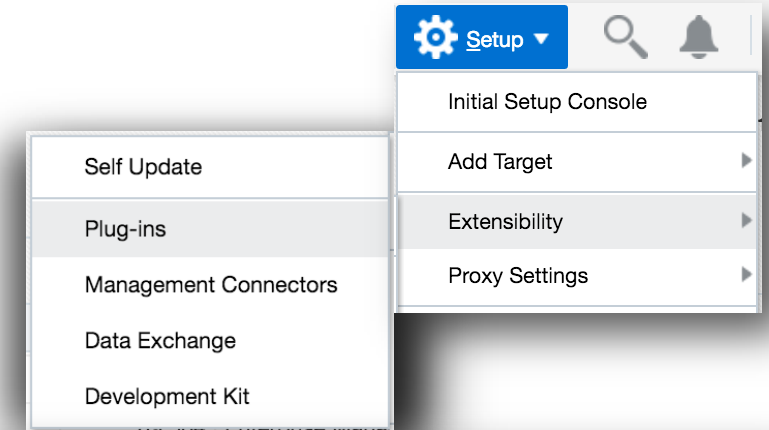 Setup
Initial Setup Console
Add Target
Extensibility
Proxy Settings
Self Update
Plug-ins
Management Connectors
Data Exchange
Development Kit